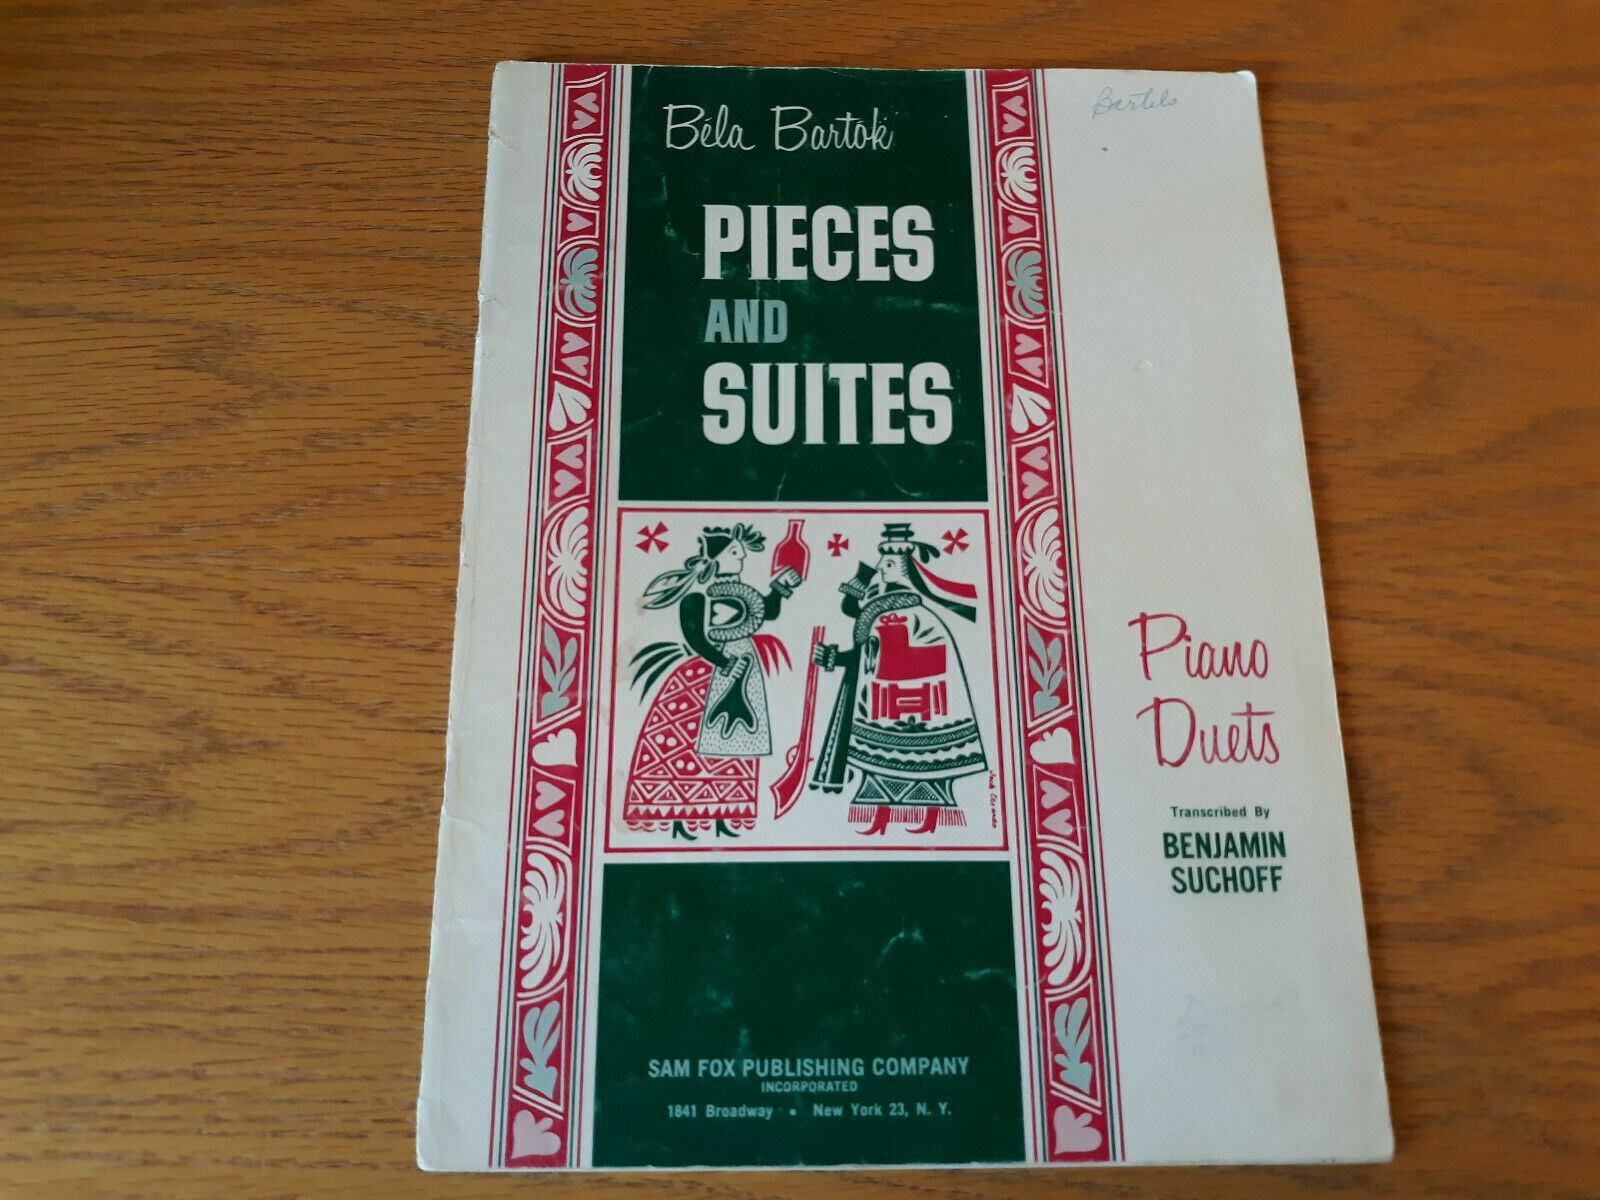 Bartels
Béla Bartók
PIECES
AND
SUITES
Piano
Duets
Transcribed By
BENJAMIN
SUCHOFF
SAM FOX PUBLISHING COMPANY
INCORPORATED
1841 Broadway • New York 23, N. Y.